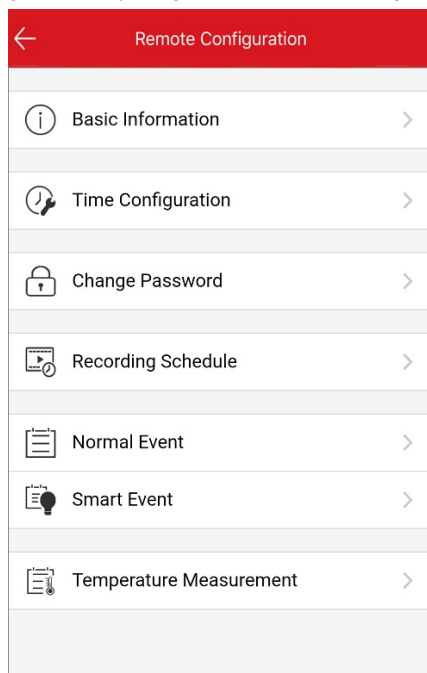 Remote Configuration
Basic Information
Time Configuration
Change Password
Recording Schedule
Normal Event
Smart Event
Temperature Measurement